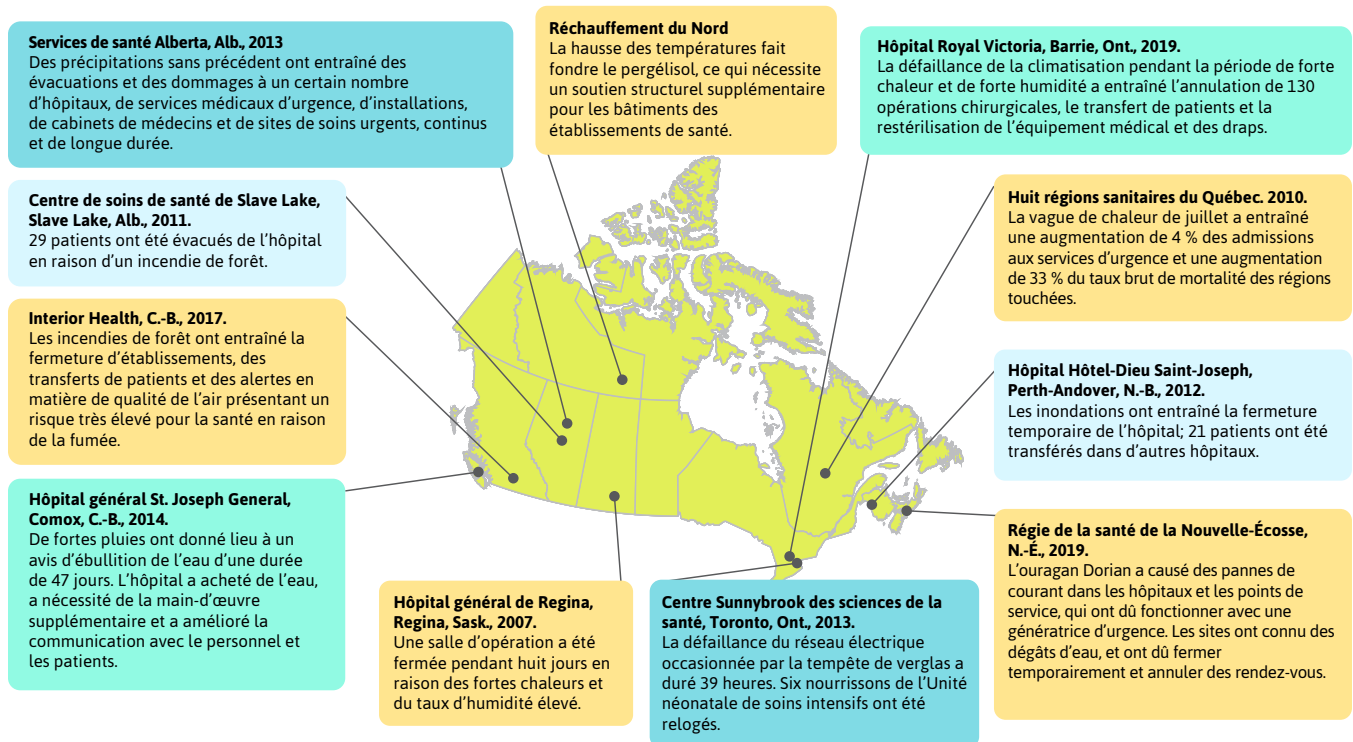 Services de santé Alberta, Alb., 2013
Des précipitations sans précédent ont entraîné des
évacuations et des dommages à un certain nombre
d'hôpitaux, de services médicaux d'urgence, d'installations,
de cabinets de médecins et de sites de soins urgents, continus
et de longue durée.
Réchauffement du Nord
La hausse des températures fait
fondre le pergélisol, ce qui nécessite
un soutien structurel supplémentaire
pour les bâtiments des
établissements de santé.
Hôpital Royal Victoria, Barrie, Ont., 2019.
La défaillance de la climatisation pendant la période de forte
chaleur et de forte humidité a entraîné l'annulation de 130
opérations chirurgicales, le transfert de patients et la
restérilisation de l'équipement médical et des draps.
Centre de soins de santé de Slave Lake,
Slave Lake, Alb., 2011.
29 patients ont été évacués de l'hôpital
en raison d'un incendie de forêt.
Huit régions sanitaires du Québec. 2010.
La vague de chaleur de juillet a entraîné
une augmentation de 4 % des admissions
aux services d'urgence et une augmentation
de 33 % du taux brut de mortalité des régions
touchées.
Interior Health, C.-B., 2017.
Les incendies de forêt ont entraîné la
fermeture d'établissements, des
transferts de patients et des alertes en
matière de qualité de l'air présentant un
risque très élevé pour la santé en raison
de la fumée.
Hôpital Hôtel-Dieu Saint-Joseph,
Perth-Andover, N.-B., 2012.
Les inondations ont entraîné la fermeture
temporaire de l'hôpital; 21 patients ont été
transférés dans d'autres hôpitaux.
Hôpital général St. Joseph General,
Comox, C.-B., 2014.
De fortes pluies ont donné lieu à un
avis d'ébullition de l'eau d'une durée
de 47 jours. L'hôpital a acheté de l'eau,
a nécessité de la main-d'œuvre
supplémentaire et a amélioré la
communication avec le personnel et
les patients.
Hôpital général de Regina,
Regina, Sask., 2007.
Une salle d'opération a été
fermée pendant huit jours en
raison des fortes chaleurs et
du taux d'humidité élevé.
Centre Sunnybrook des sciences de la
santé, Toronto, Ont., 2013.
La défaillance du réseau électrique
occasionnée par la tempête de verglas a
duré 39 heures. Six nourrissons de l'Unité
néonatale de soins intensifs ont été
relogés.
Régie de la santé de la Nouvelle-Écosse,
N.-É., 2019.
L'ouragan Dorian a causé des pannes de
courant dans les hôpitaux et les points de
service, qui ont dû fonctionner avec une
génératrice d'urgence. Les sites ont connu des
dégâts d'eau, et ont dû fermer
temporairement et annuler des rendez-vous.